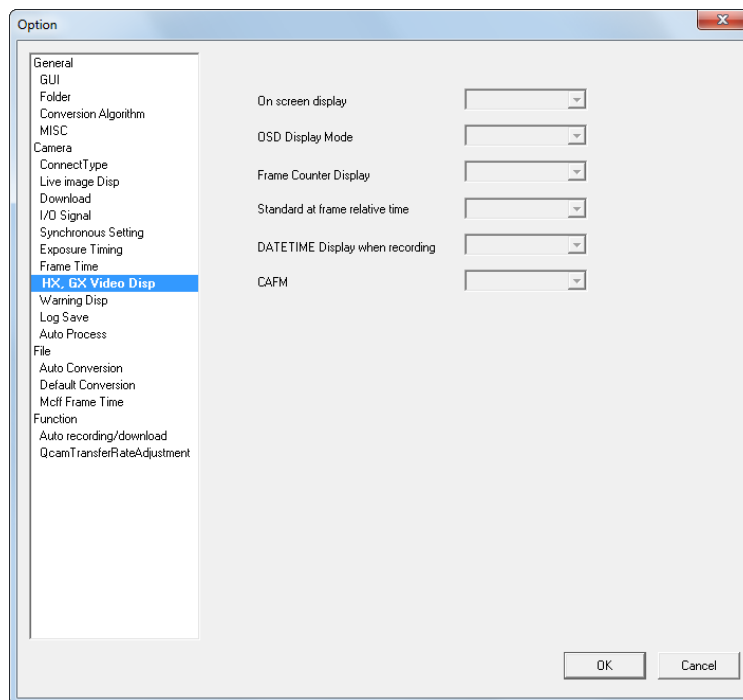 Option
General
GUI
Folder
Conversion Algorithm
MISC
Camera
ConnectType
Live image Disp
Download
I/O Signal
Synchronous Setting
Exposure Timing
Frame Time
HX, GX Video Disp
Warning Disp
Log Save
Auto Process
File
Auto Conversion
Default Conversion
Mcff Frame Time
Function
Auto recording/download
QcamTransferRateAdjustment
On screen display
OSD Display Mode
Frame Counter Display
Standard at frame relative time
DATETIME Display when recording
CAFM
OK
Cancel